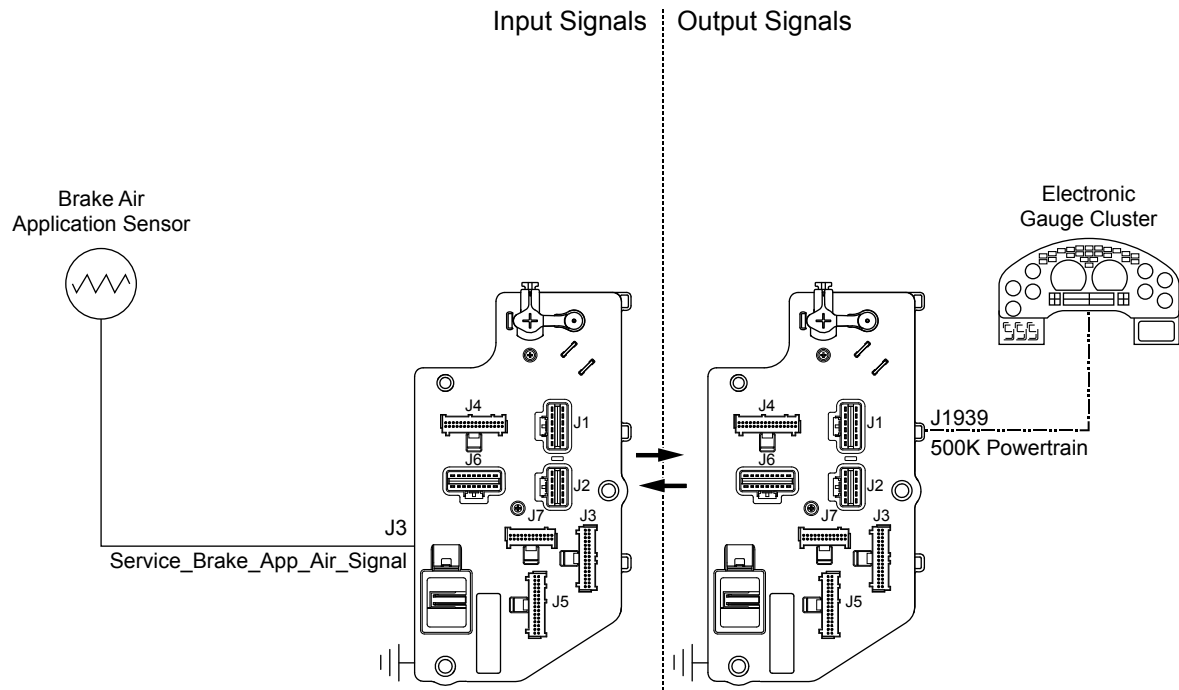 Input Signals
Output Signals
Brake Air
Application Sensor
Electronic
Gauge Cluster
J4
J1
J6
J2
J7
J3
J5
J3
Service_Brake_App_Air_Signal
J4
J1
J6
J2
J7
J3
J5
J1939
500K Powertrain